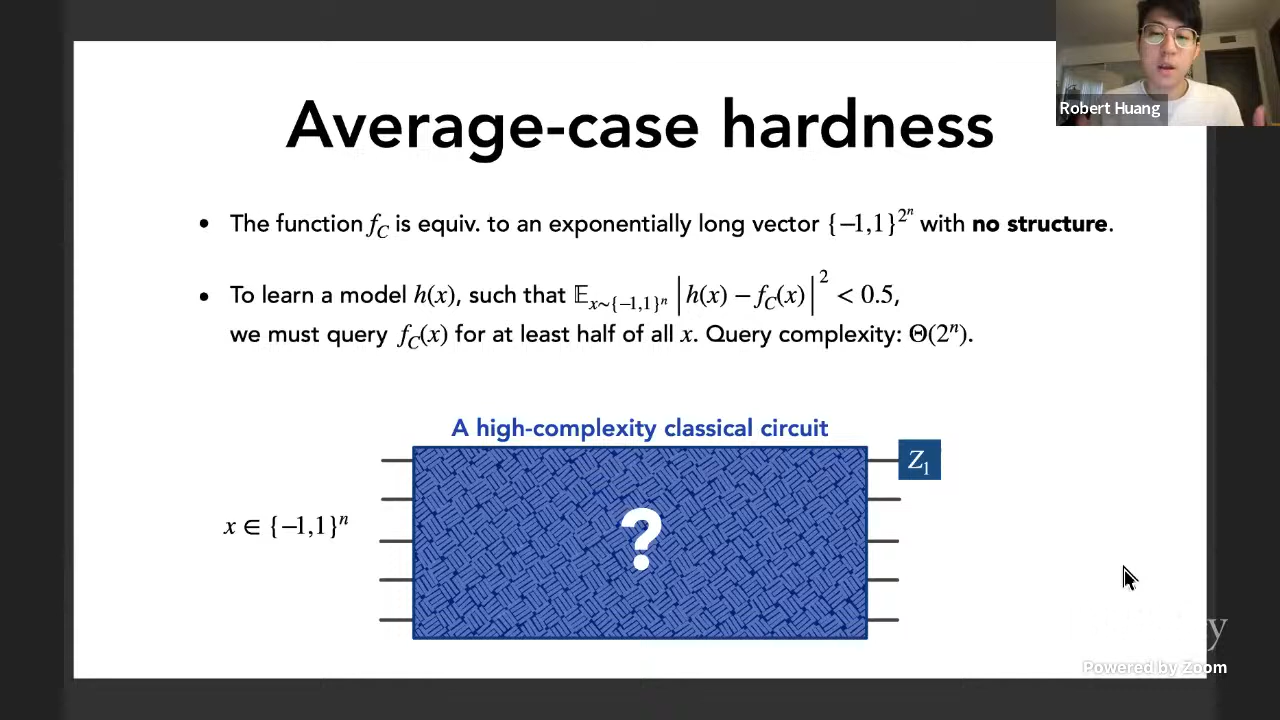 Robert Huang
Average-case hardness
• The function f_C is equiv. to an exponentially long vector {−1,1}^{2^n} with no structure.
• To learn a model h(x), such that 𝔼_{x∼{−1,1}^n} |h(x) − f_C(x)|^2 < 0.5,
we must query f_C(x) for at least half of all x. Query complexity: Θ(2^n).
A high-complexity classical circuit
Z_1
?
x ∈ {−1,1}^n
Powered by Zoom